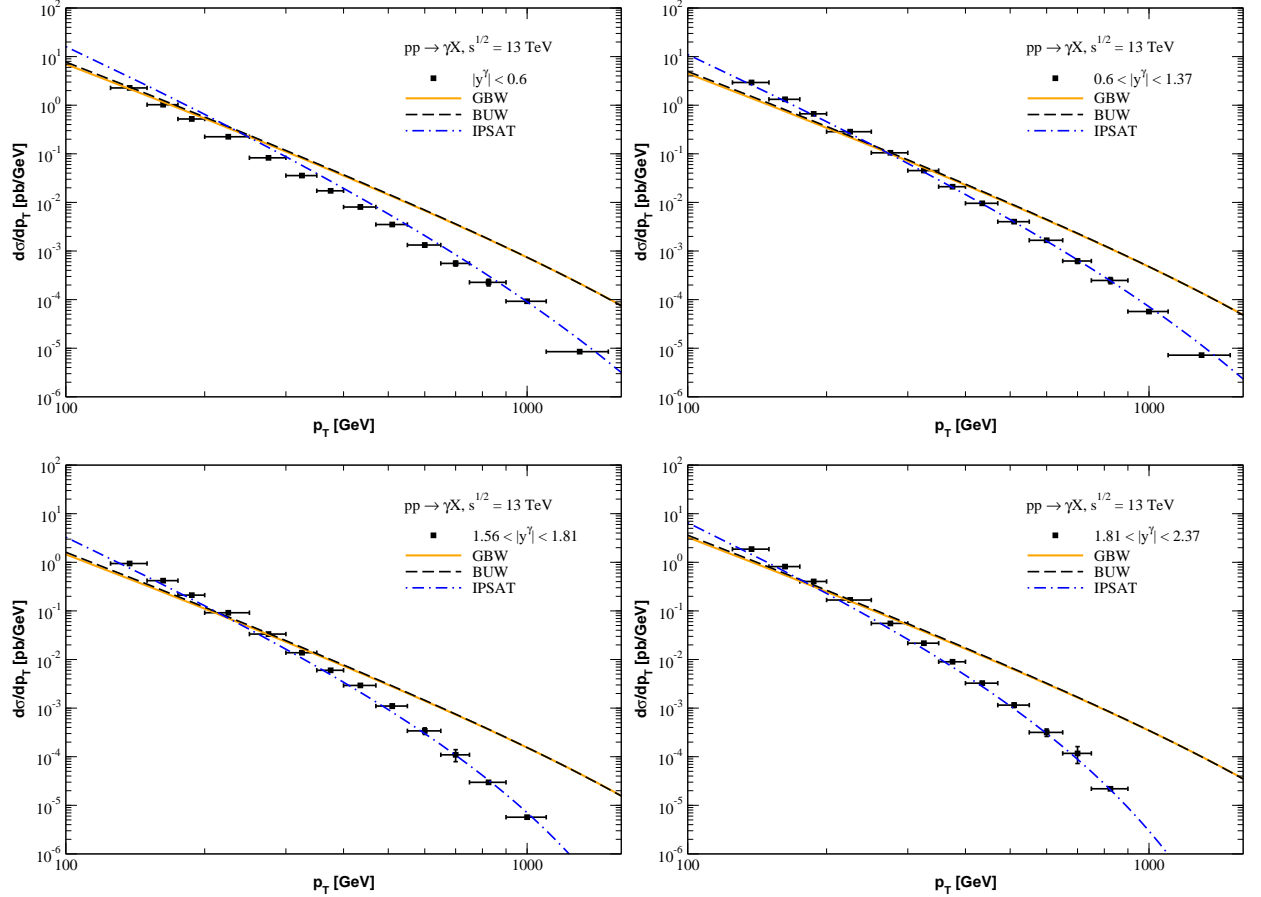 10^2
10^1
10^0
10^-1
10^-2
10^-3
10^-4
10^-5
10^-6
dσ/dp_T [pb/GeV]
pp → γX, s^1/2 = 13 TeV
|y^γ| < 0.6
GBW
BUW
IPSAT
100
1000
p_T [GeV]
10^2
10^1
10^0
10^-1
10^-2
10^-3
10^-4
10^-5
10^-6
dσ/dp_T [pb/GeV]
pp → γX, s^1/2 = 13 TeV
0.6 < |y^γ| < 1.37
GBW
BUW
IPSAT
100
1000
p_T [GeV]
10^2
10^1
10^0
10^-1
10^-2
10^-3
10^-4
10^-5
10^-6
dσ/dp_T [pb/GeV]
pp → γX, s^1/2 = 13 TeV
1.56 < |y^γ| < 1.81
GBW
BUW
IPSAT
100
1000
p_T [GeV]
10^2
10^1
10^0
10^-1
10^-2
10^-3
10^-4
10^-5
10^-6
dσ/dp_T [pb/GeV]
pp → γX, s^1/2 = 13 TeV
1.81 < |y^γ| < 2.37
GBW
BUW
IPSAT
100
1000
p_T [GeV]